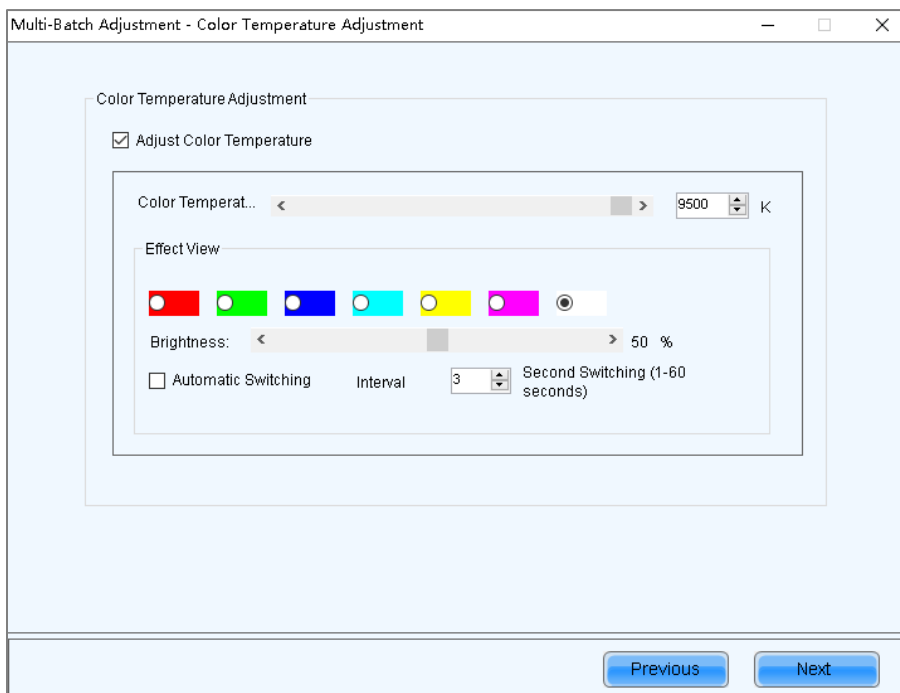 Multi-Batch Adjustment - Color Temperature Adjustment
Color Temperature Adjustment
Adjust Color Temperature
Color Temperat... 9500 K
Effect View
Brightness: 50 %
Automatic Switching Interval 3 Second Switching (1-60
seconds)
Previous Next